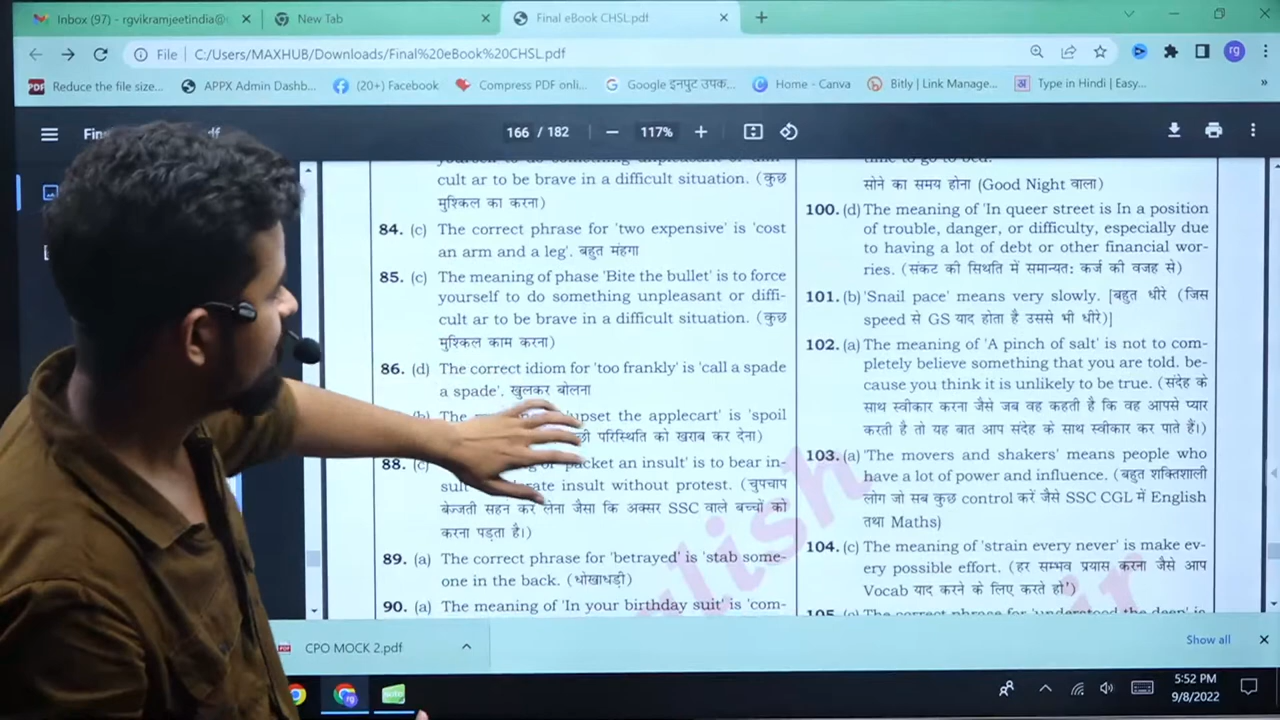 Inbox (97) - rgvikramjeetindia@
New Tab
Final eBook CHSL.pdf
File
C:/Users/MAXHUB/Downloads/Final%20eBook%20CHSL.pdf
rg
Reduce the file size...
APPX Admin Dashb...
(20+) Facebook
Compress PDF onli...
Google इनपुट उपक...
Home - Canva
Bitly | Link Manage...
Type in Hindi | Easy...
»
Fin
df
166 / 182
117%
cult ar to be brave in a difficult situation. (कुछ
मुश्किल का करना)
84. (c) The correct phrase for 'two expensive' is 'cost
an arm and a leg'. बहुत मंहगा
85. (c) The meaning of phase 'Bite the bullet' is to force
yourself to do something unpleasant or diffi-
cult ar to be brave in a difficult situation. (कुछ
मुश्किल काम करना)
86. (d) The correct idiom for 'too frankly' is 'call a spade
a spade'. खुलकर बोलना
(b) The 'upset the applecart' is 'spoil
परिस्थिति को खराब कर देना)
88. (c) 'packet an insult' is to bear in-
insult without protest. (चुपचाप
बेज्जती सहन कर लेना जैसा कि अक्सर SSC वाले बच्चों को
करना पड़ता है।)
89. (a) The correct phrase for 'betrayed' is 'stab some-
one in the back. (धोखाधड़ी)
90. (a) The meaning of 'In your birthday suit' is 'com-
time to go to bed.
सोने का समय होना (Good Night वाला)
100. (d) The meaning of 'In queer street is In a position
of trouble, danger, or difficulty, especially due
to having a lot of debt or other financial wor-
ries. (संकट की सिथति में समान्यत: कर्ज की वजह से)
101. (b) 'Snail pace' means very slowly. [बहुत धीरे (जिस
speed से GS याद होता है उससे भी धीरे)]
102. (a) The meaning of 'A pinch of salt' is not to com-
pletely believe something that you are told. be-
cause you think it is unlikely to be true. (संदेह के
साथ स्वीकार करना जैसे जब वह कहती है कि वह आपसे प्यार
करती है तो यह बात आप संदेह के साथ स्वीकार कर पाते हैं।)
103. (a) 'The movers and shakers' means people who
have a lot of power and influence. (बहुत शक्तिशाली
लोग जो सब कुछ control करें जैसे SSC CGL में English
तथा Maths)
104. (c) The meaning of 'strain every never' is make ev-
ery possible effort. (हर सम्भव प्रयास करना जैसे आप
Vocab याद करने के लिए करते हो')
105. (c) The correct phrase for 'understood the deep' is
CPO MOCK 2.pdf
Show all
5:52 PM
9/8/2022